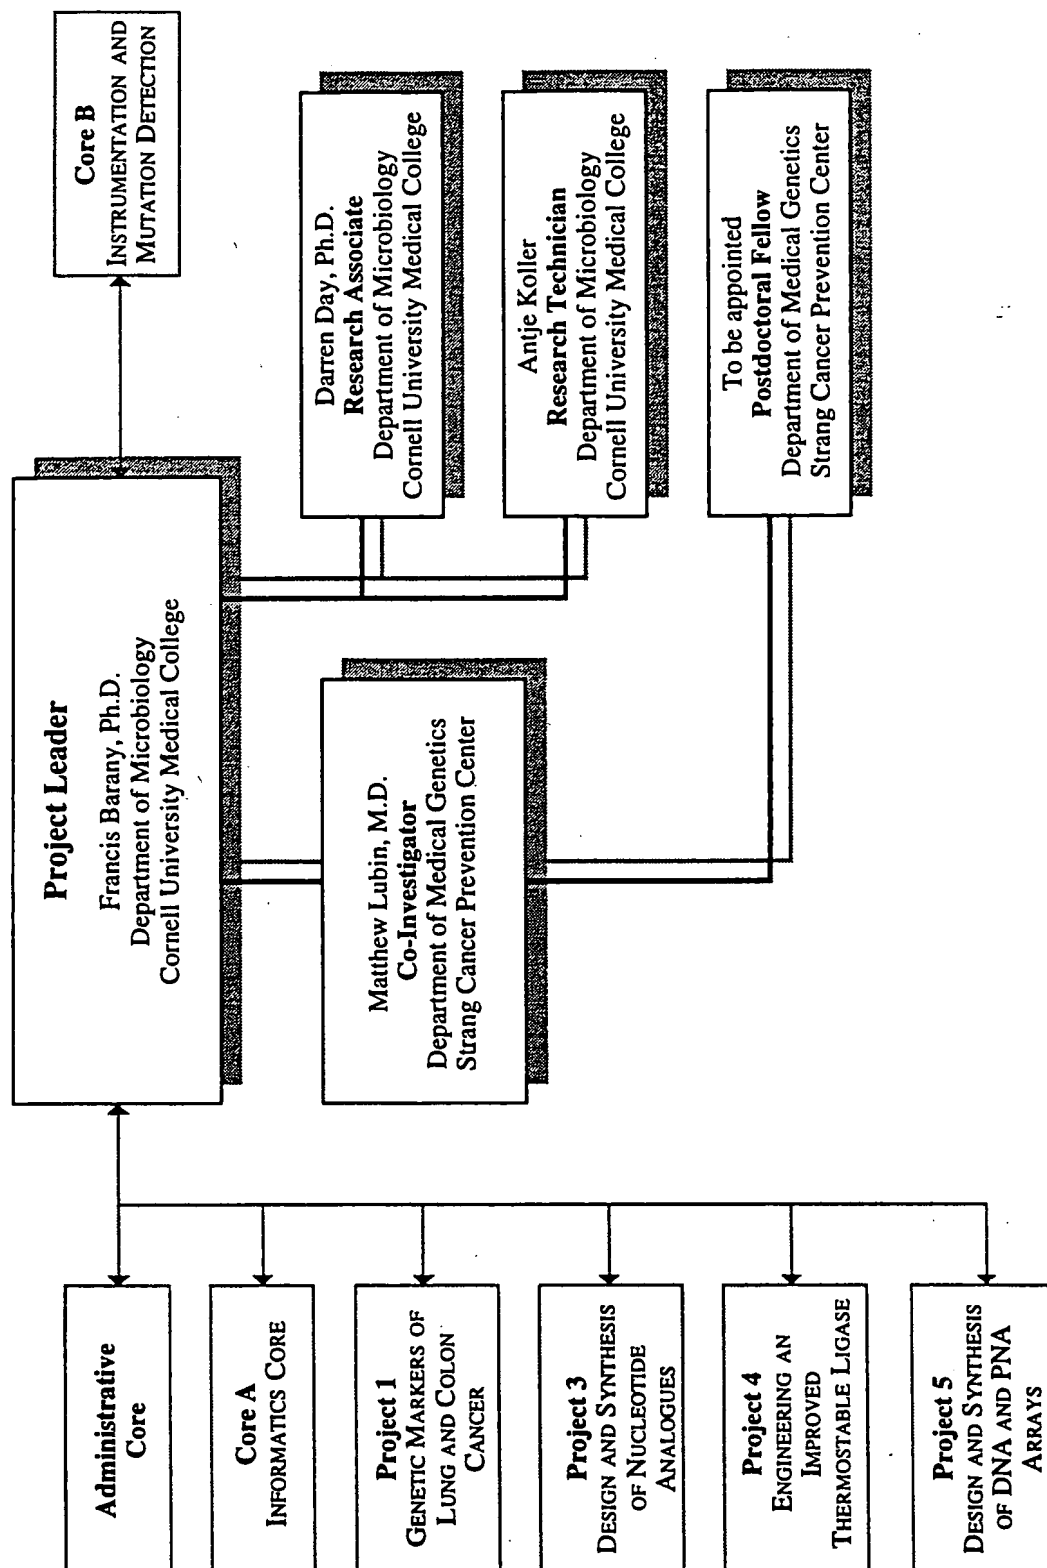 Project Leader
Francis Barany, Ph.D.
Department of Microbiology
Cornell University Medical College
Administrative
Core
Core A
INFORMATICS CORE
Project 1
GENETIC MARKERS OF
LUNG AND COLON
CANCER
Project 3
DESIGN AND SYNTHESIS
OF NUCLEOTIDE
ANALOGUES
Project 4
ENGINEERING AN
IMPROVED
THERMOSTABLE LIGASE
Project 5
DESIGN AND SYNTHESIS
OF DNA AND PNA
ARRAYS
Matthew Lubin, M.D.
Co-Investigator
Department of Medical Genetics
Strang Cancer Prevention Center
Core B
INSTRUMENTATION AND
MUTATION DETECTION
Darren Day, Ph.D.
Research Associate
Department of Microbiology
Cornell University Medical College
Antje Koller
Research Technician
Department of Microbiology
Cornell University Medical College
To be appointed
Postdoctoral Fellow
Department of Medical Genetics
Strang Cancer Prevention Center